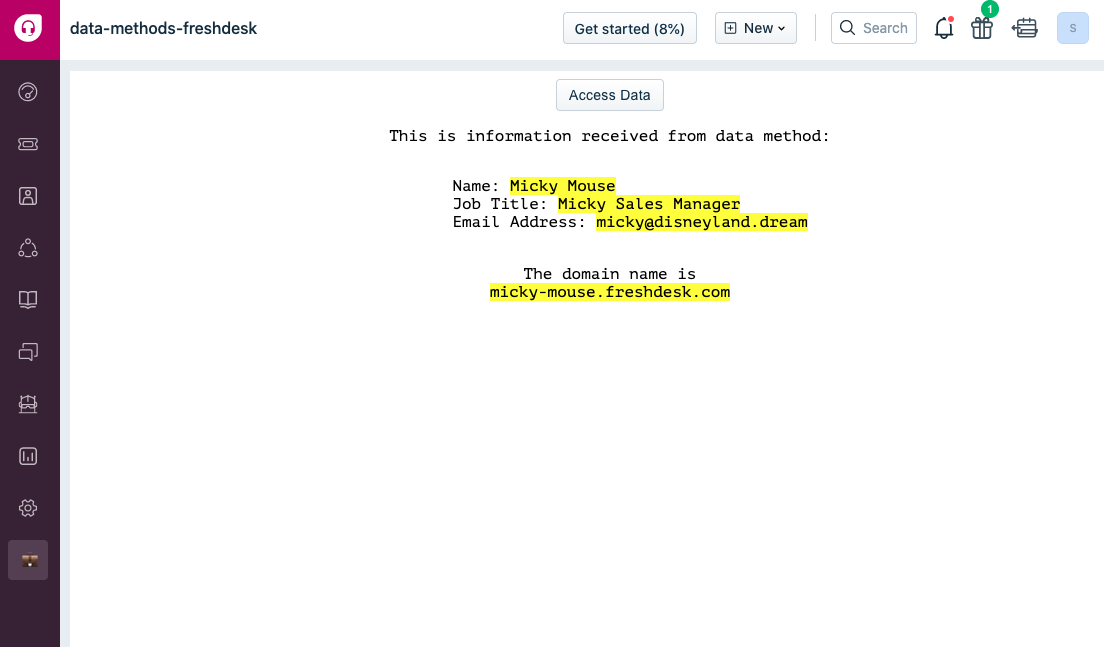 data-methods-freshdesk
Get started (8%)
New
Search
1
S
Access Data
This is information received from data method:
Name: Micky Mouse
Job Title: Micky Sales Manager
Email Address: micky@disneyland.dream
The domain name is
micky-mouse.freshdesk.com